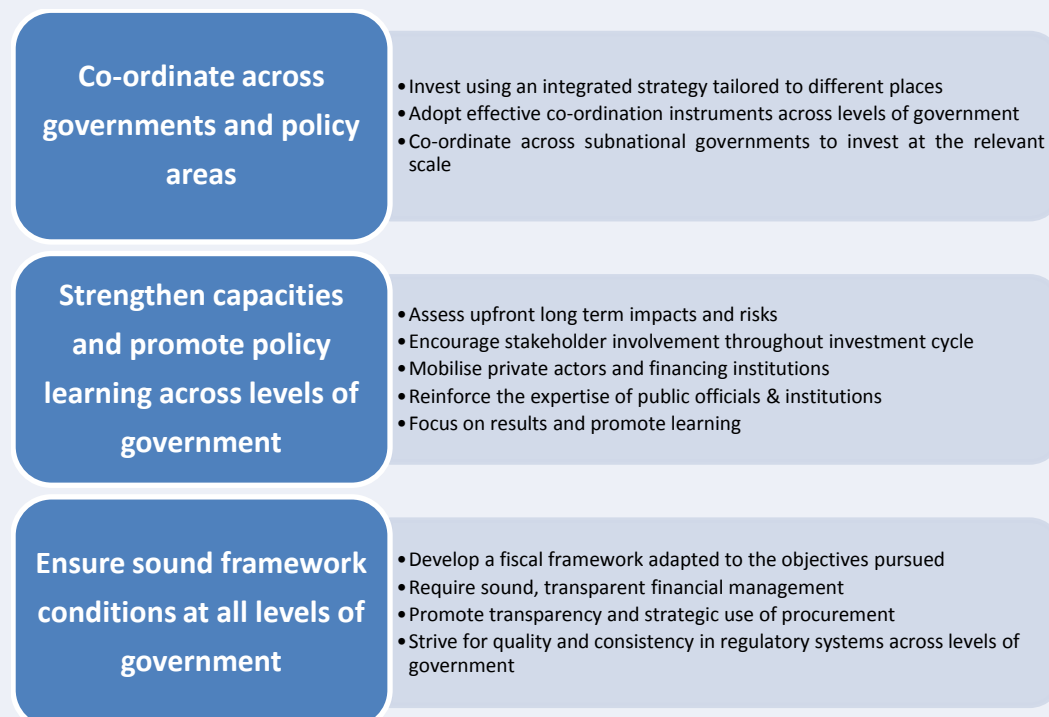 Co-ordinate across
governments and policy
areas
•Invest using an integrated strategy tailored to different places
•Adopt effective co-ordination instruments across levels of government
•Co-ordinate across subnational governments to invest at the relevant
scale
Strengthen capacities
and promote policy
learning across levels of
government
•Assess upfront long term impacts and risks
•Encourage stakeholder involvement throughout investment cycle
•Mobilise private actors and financing institutions
•Reinforce the expertise of public officials & institutions
•Focus on results and promote learning
Ensure sound framework
conditions at all levels of
government
•Develop a fiscal framework adapted to the objectives pursued
•Require sound, transparent financial management
•Promote transparency and strategic use of procurement
•Strive for quality and consistency in regulatory systems across levels of
government